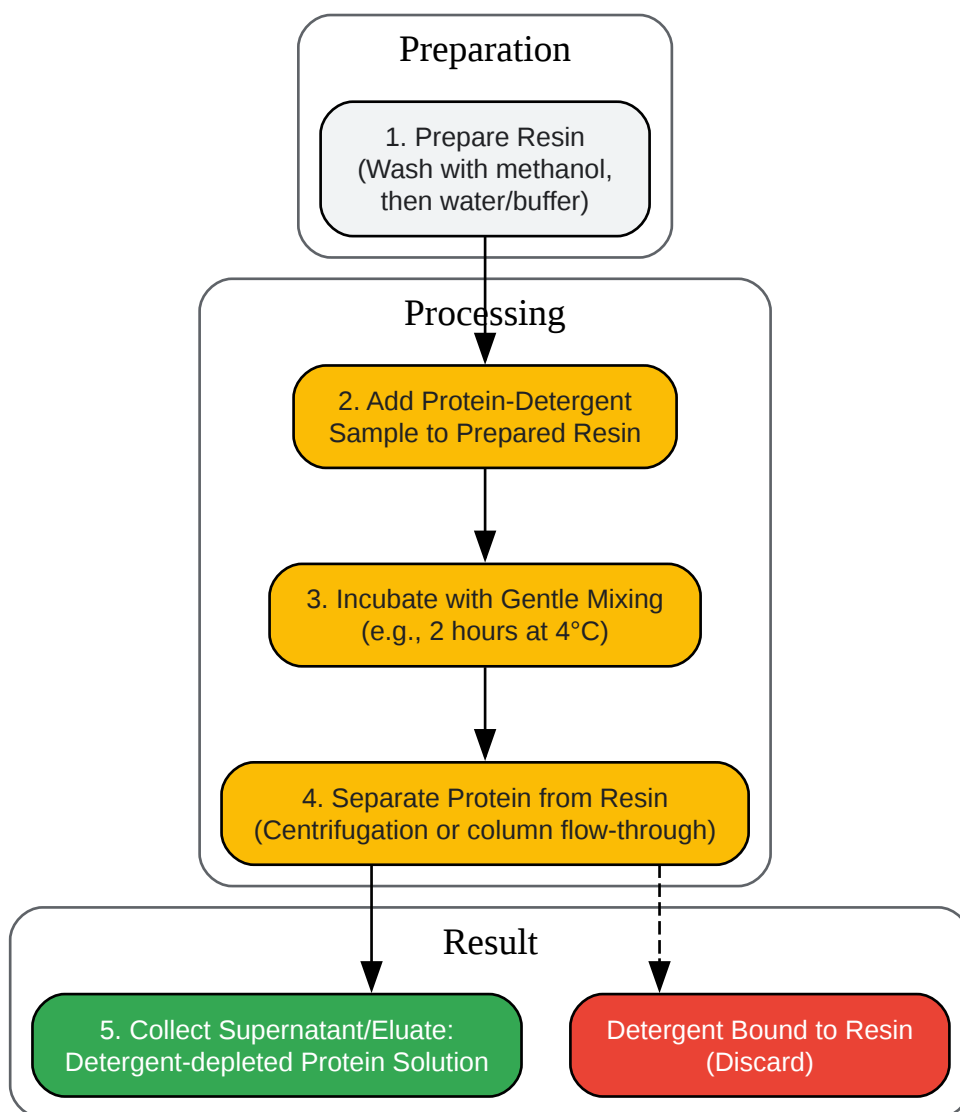 Preparation
1. Prepare Resin
(Wash with methanol,
then water/buffer)
Processing
2. Add Protein-Detergent
Sample to Prepared Resin
3. Incubate with Gentle Mixing
(e.g., 2 hours at 4°C)
4. Separate Protein from Resin
(Centrifugation or column flow-through)
Result
5. Collect Supernatant/Eluate:
Detergent-depleted Protein Solution
Detergent Bound to Resin
(Discard)